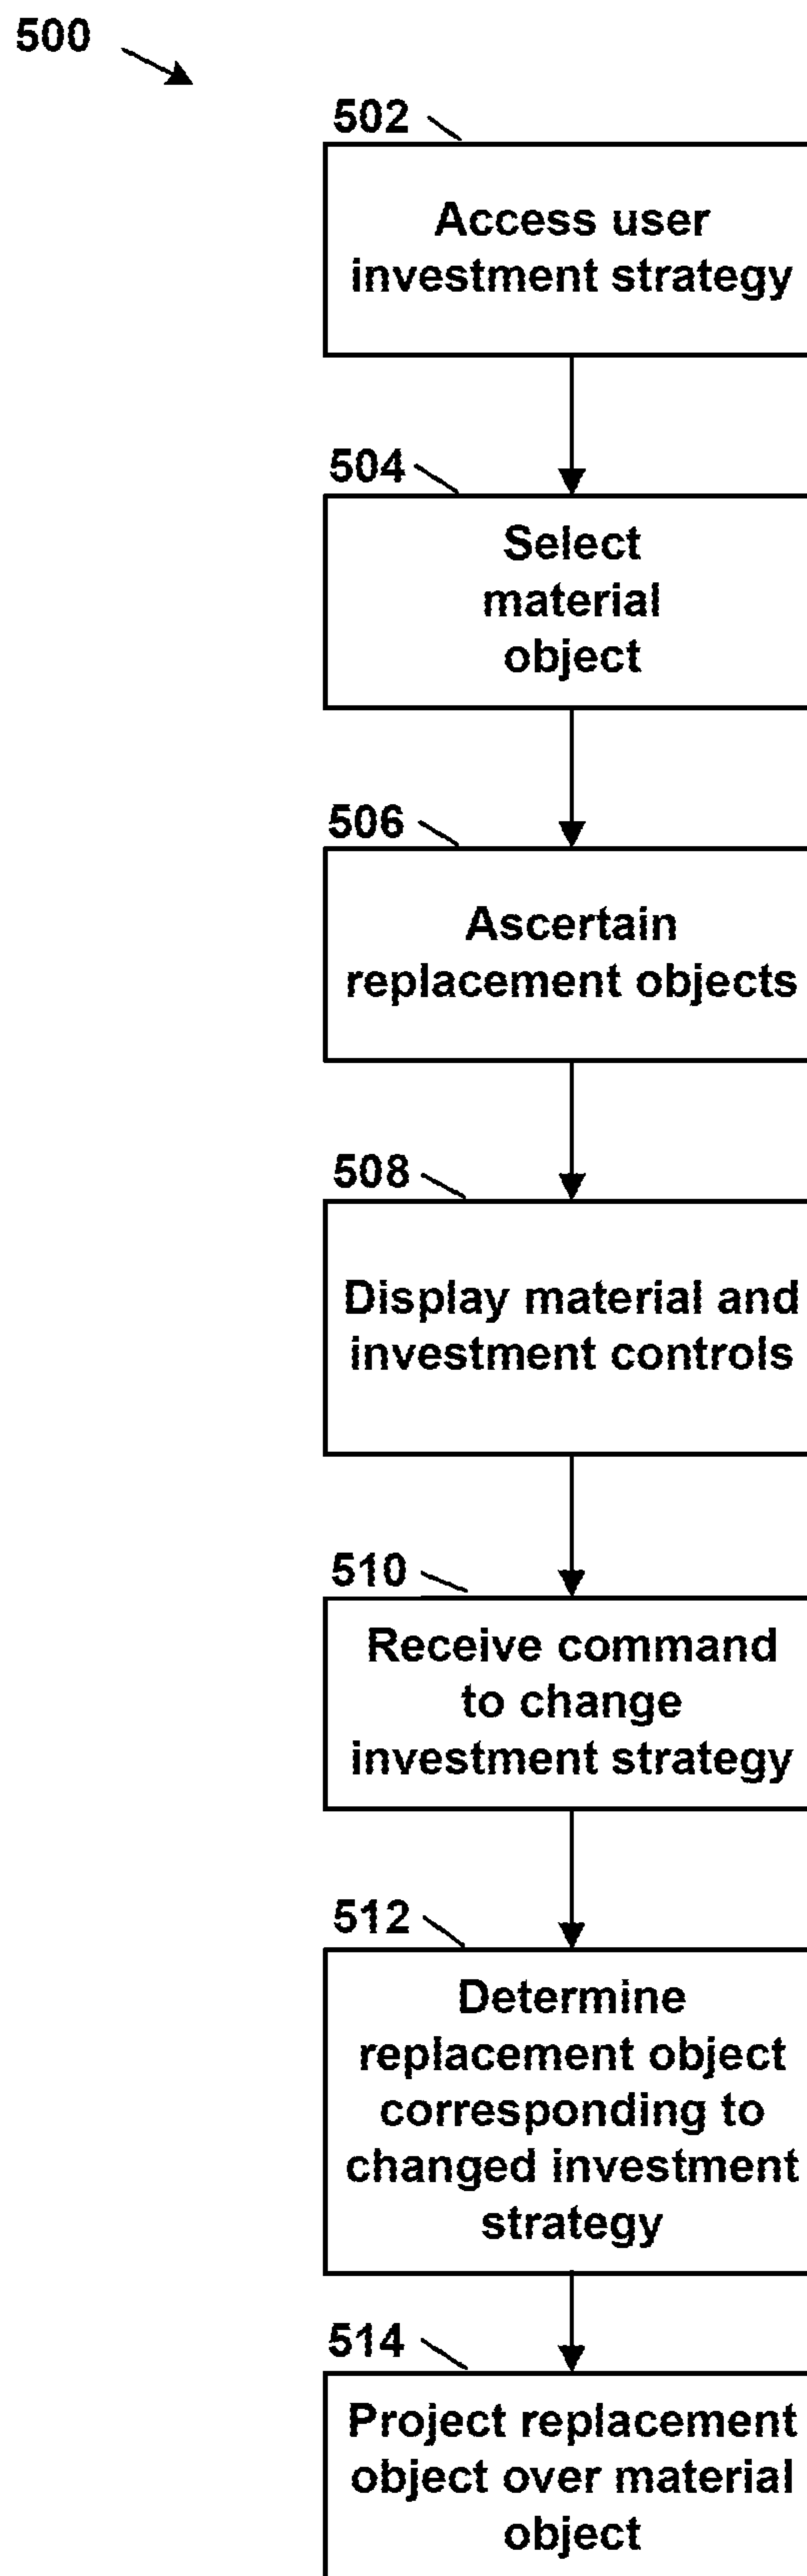 500
502
Access user
investment strategy
504
Select
material
object
506
Ascertain
replacement objects
508
Display material and
investment controls
510
Receive command
to change
investment strategy
512
Determine
replacement object
corresponding to
changed investment
strategy
514
Project replacement
object over material
object